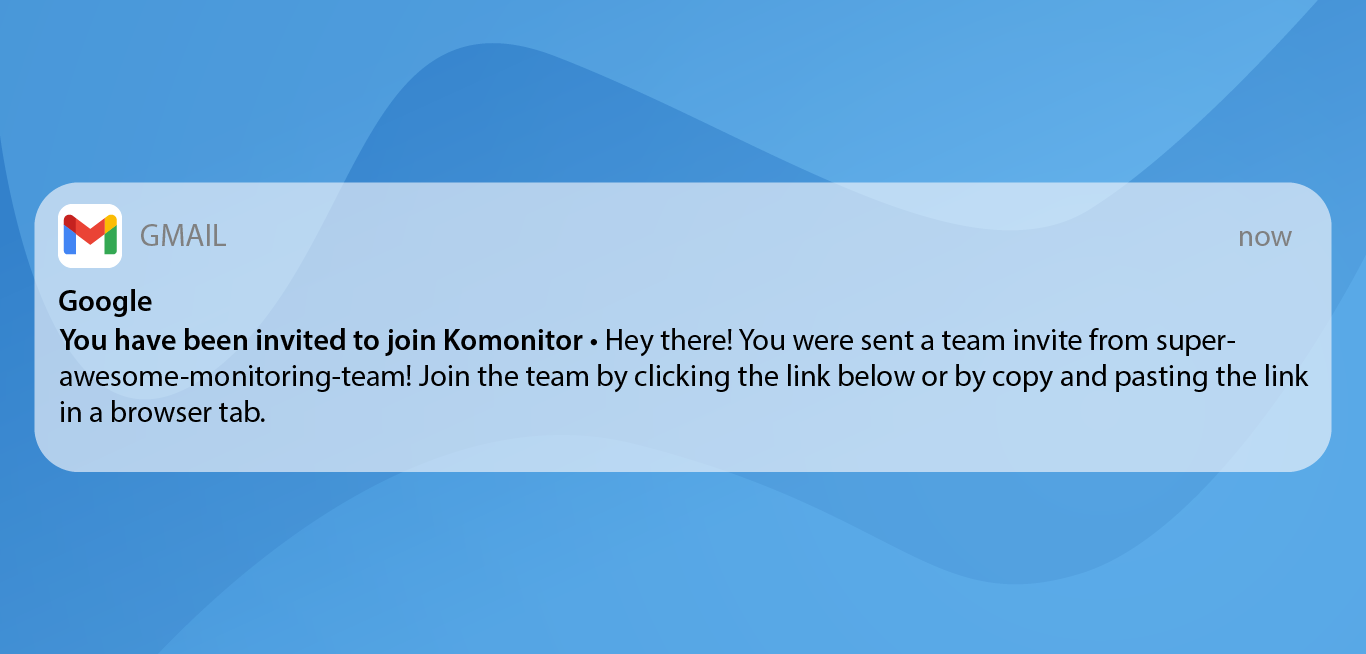 GMAIL
now
Google
You have been invited to join Komonitor • Hey there! You were sent a team invite from super-
awesome-monitoring-team! Join the team by clicking the link below or by copy and pasting the link
in a browser tab.